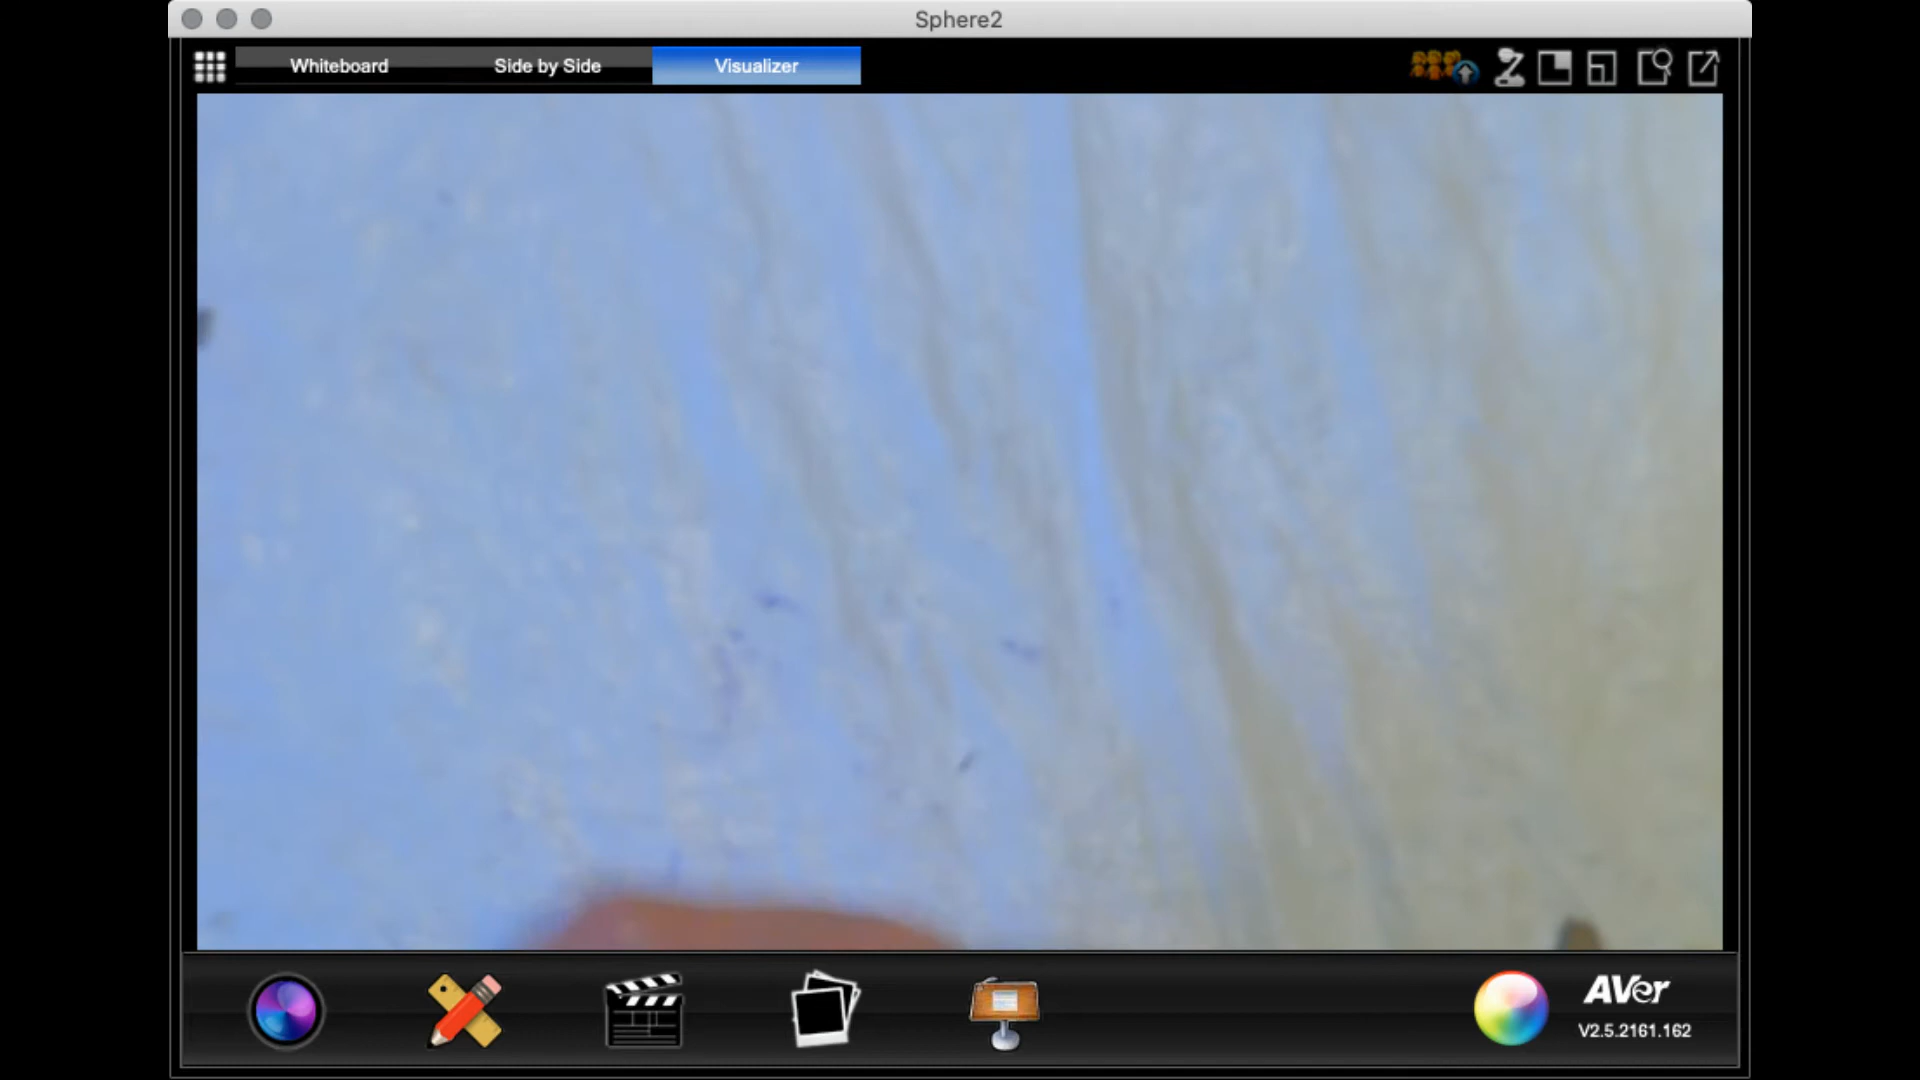 Sphere2
Whiteboard
Side by Side
Visualizer
AVer
V2.5.2161.162